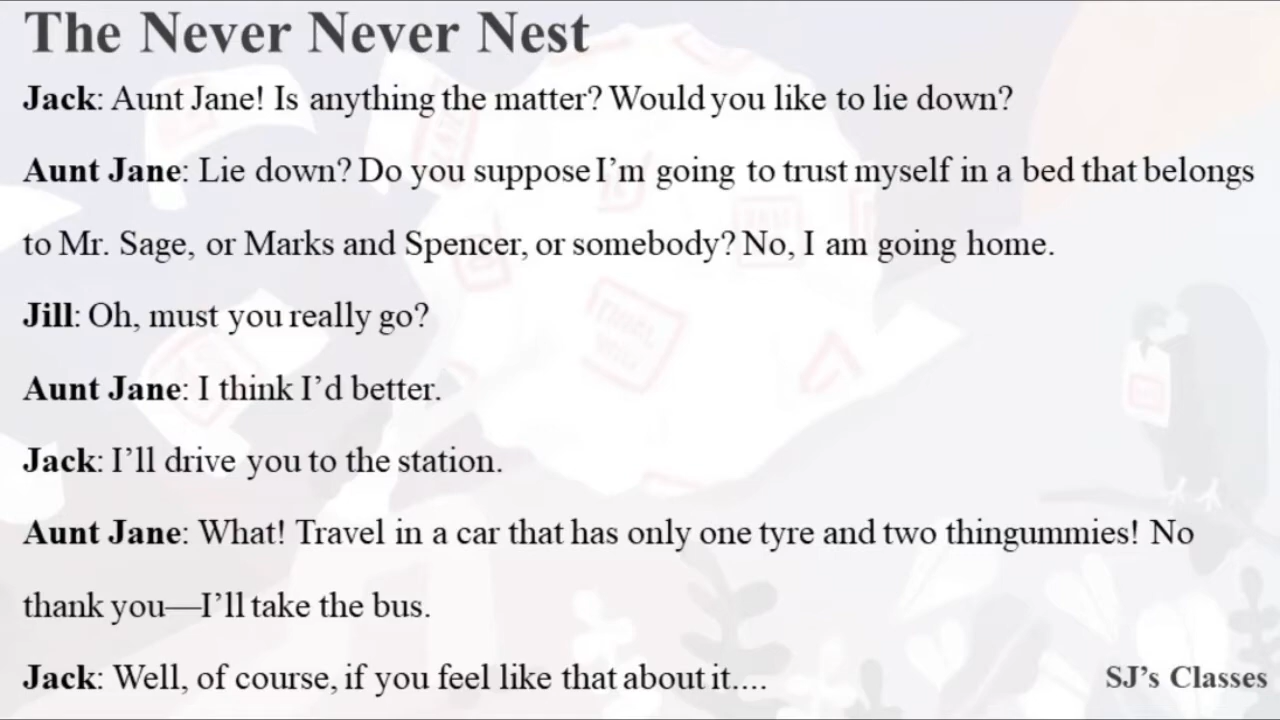 The Never Never Nest
Jack: Aunt Jane! Is anything the matter? Would you like to lie down?
Aunt Jane: Lie down? Do you suppose I’m going to trust myself in a bed that belongs
to Mr. Sage, or Marks and Spencer, or somebody? No, I am going home.
Jill: Oh, must you really go?
Aunt Jane: I think I’d better.
Jack: I’ll drive you to the station.
Aunt Jane: What! Travel in a car that has only one tyre and two thingummies! No
thank you—I’ll take the bus.
Jack: Well, of course, if you feel like that about it....
SJ’s Classes